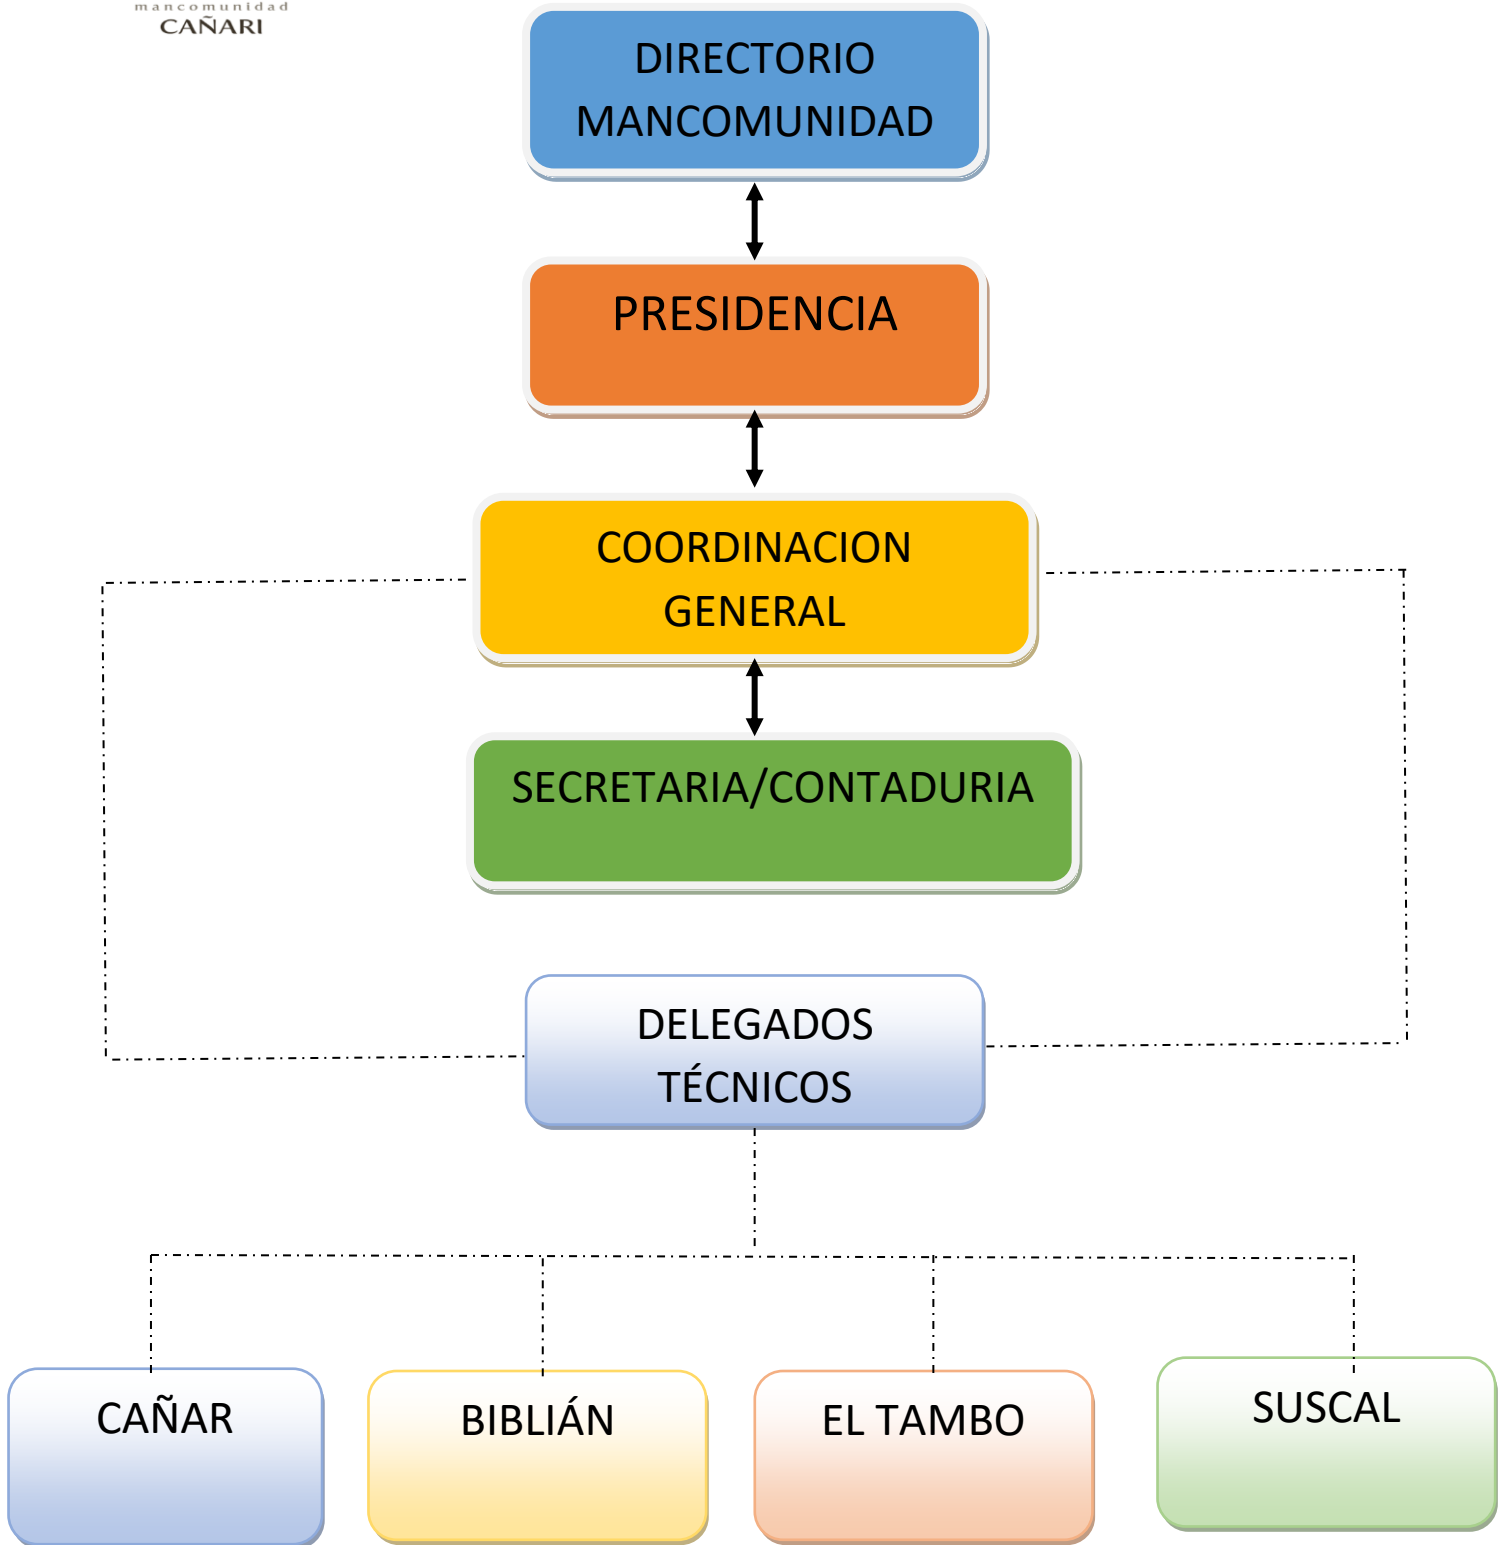 mancomunidad
CAÑARI
DIRECTORIO
MANCOMUNIDAD
PRESIDENCIA
COORDINACION
GENERAL
SECRETARIA/CONTADURIA
DELEGADOS
TÉCNICOS
CAÑAR
BIBLIÁN
EL TAMBO
SUSCAL